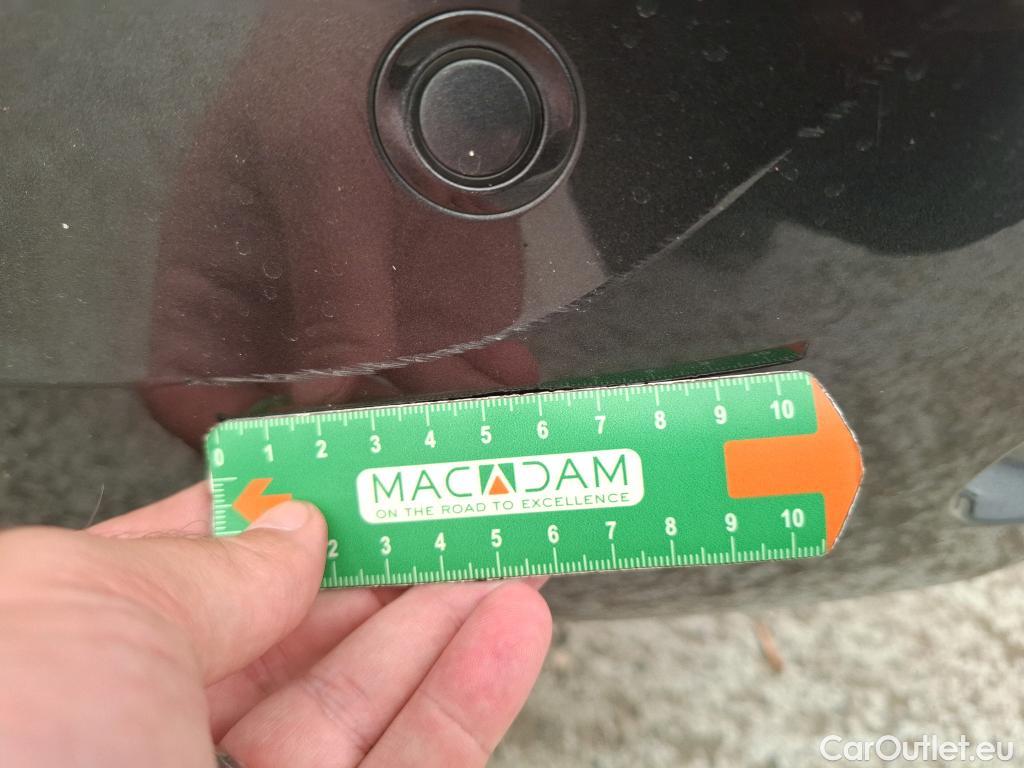 0 1 2 3 4 5 6 7 8 9 10
MACADAM
ON THE ROAD TO EXCELLENCE
2 3 4 5 6 7 8 9 10
CarOutlet.eu